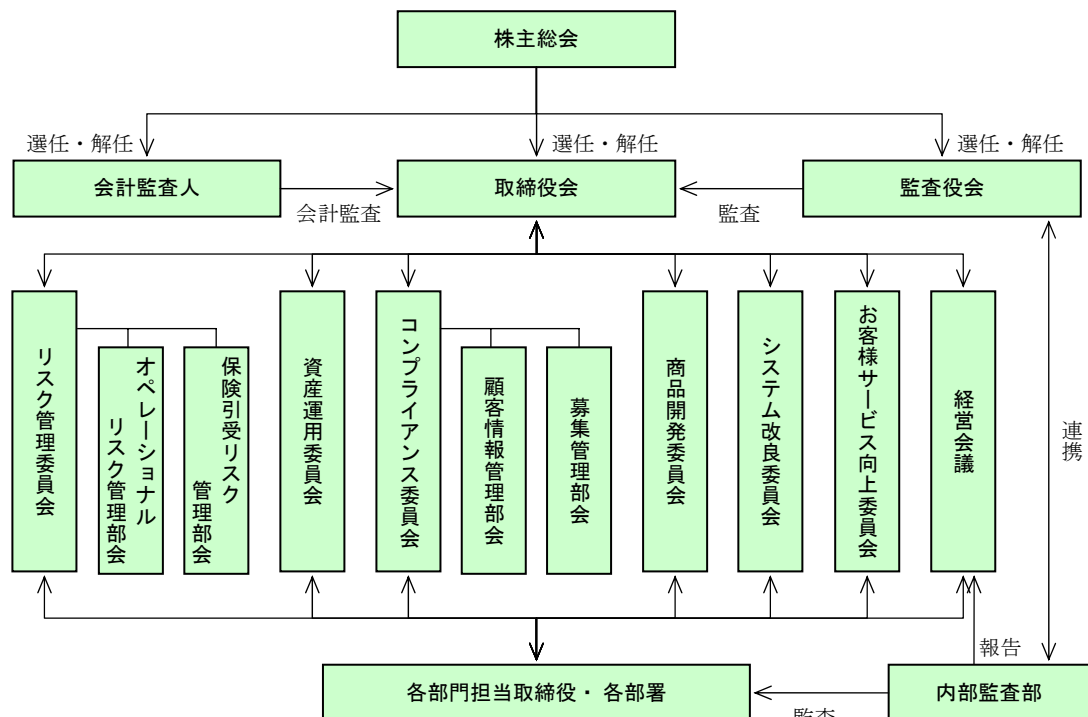 株主総会
選任・解任
選任・解任
選任・解任
会計監査人
取締役会
監査役会
会計監査
監査
リスク管理委員会
オペレーショナル
リスク管理部会
保険引受リスク
管理部会
資産運用委員会
コンプライアンス委員会
顧客情報管理部会
募集管理部会
商品開発委員会
システム改良委員会
お客様サービス向上委員会
経営会議
連携
報告
各部門担当取締役・各部署
内部監査部
監査